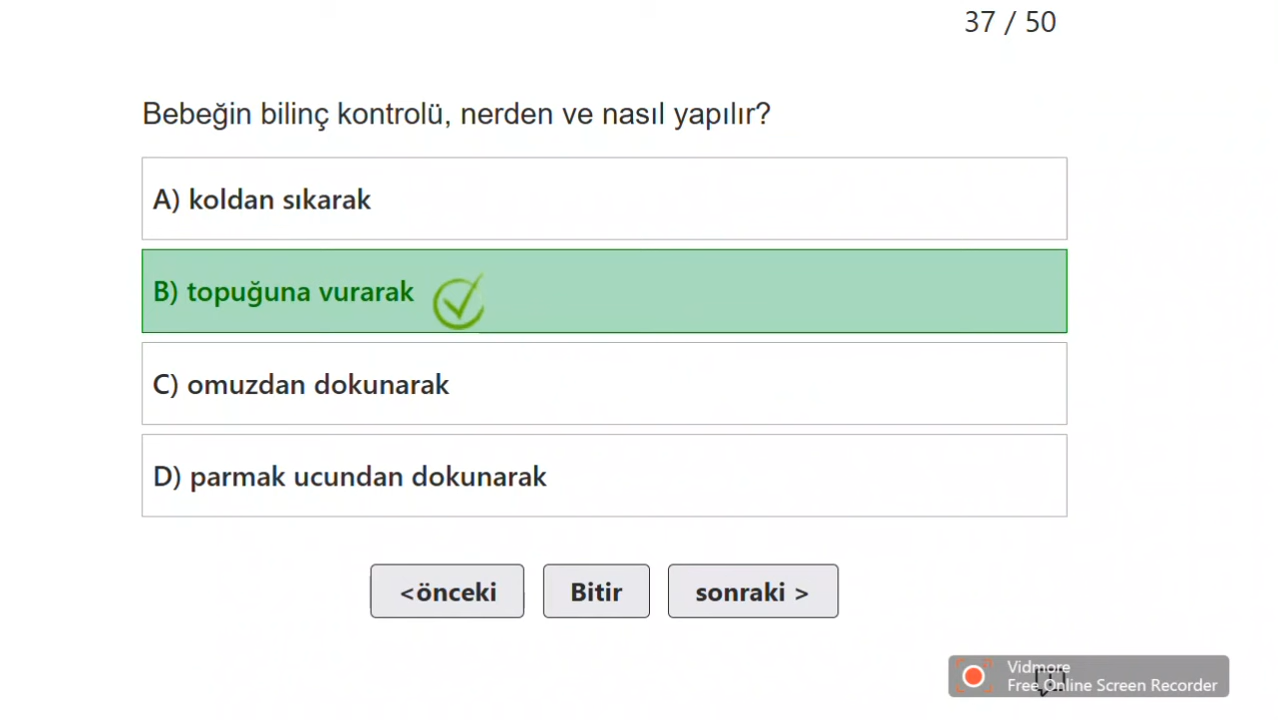 37 / 50
Bebeğin bilinç kontrolü, nerden ve nasıl yapılır?
A) koldan sıkarak
B) topuğuna vurarak
C) omuzdan dokunarak
D) parmak ucundan dokunarak
<önceki Bitir sonraki >
Vidmore
Free Online Screen Recorder